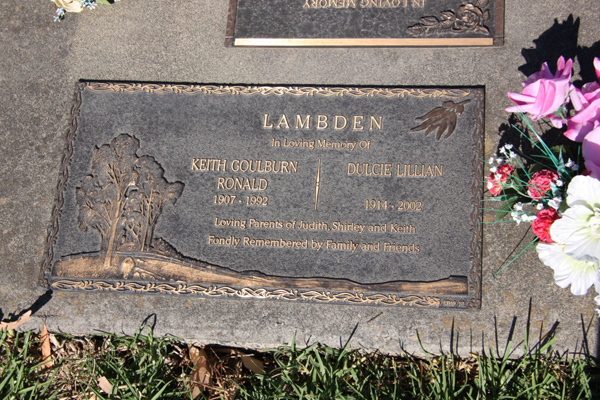 IN LOVING MEMORY
LAMBDEN
In Loving Memory Of
KEITH GOULBURN
RONALD
1907 - 1992
DULCIE LILLIAN
1914 - 2002
Loving Parents of Judith, Shirley and Keith
Fondly Remembered by Family and Friends